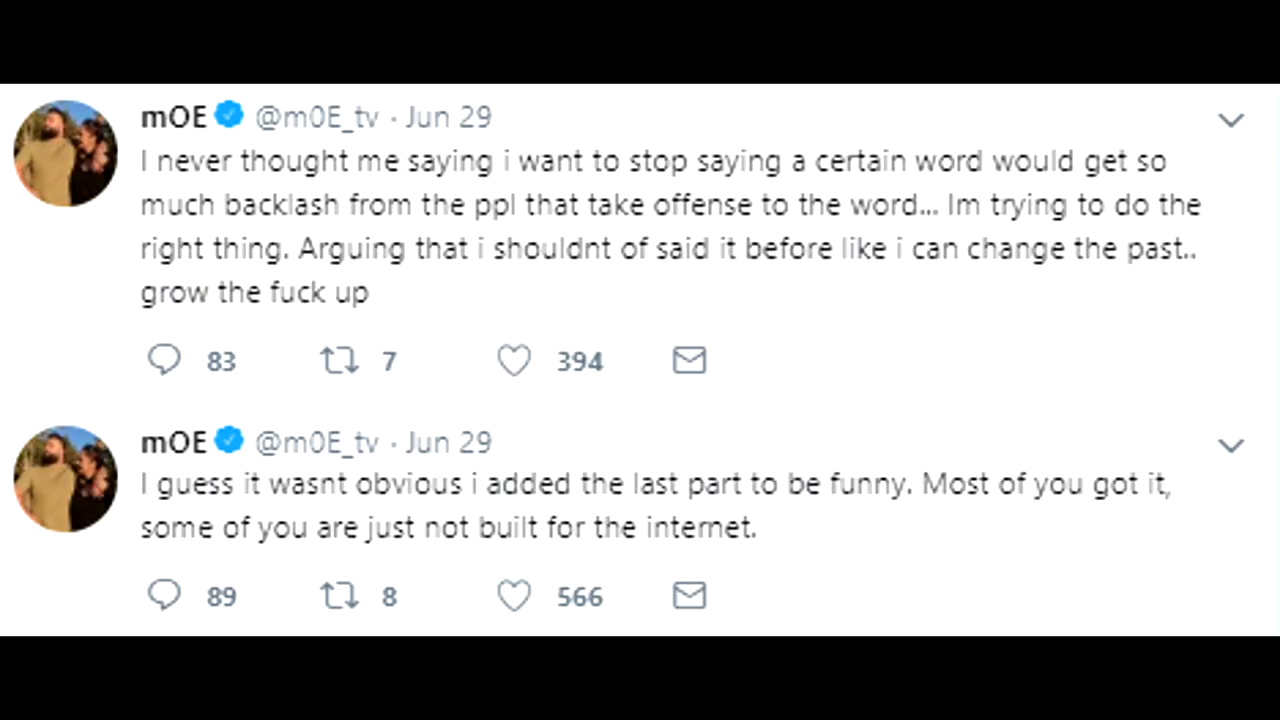 mOE @m0E_tv · Jun 29
I never thought me saying i want to stop saying a certain word would get so
much backlash from the ppl that take offense to the word... Im trying to do the
right thing. Arguing that i shouldnt of said it before like i can change the past..
grow the fuck up
83 7 394
mOE @m0E_tv · Jun 29
I guess it wasnt obvious i added the last part to be funny. Most of you got it,
some of you are just not built for the internet.
89 8 566